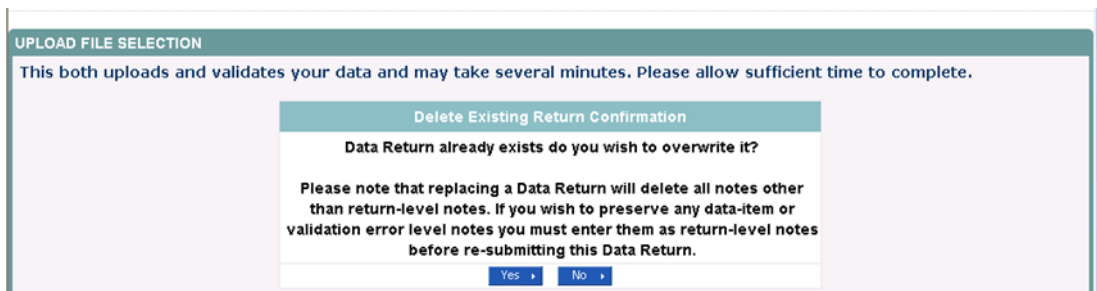 UPLOAD FILE SELECTION
This both uploads and validates your data and may take several minutes. Please allow sufficient time to complete.
Delete Existing Return Confirmation
Data Return already exists do you wish to overwrite it?
Please note that replacing a Data Return will delete all notes other
than return-level notes. If you wish to preserve any data-item or
validation error level notes you must enter them as return-level notes
before re-submitting this Data Return.
Yes No